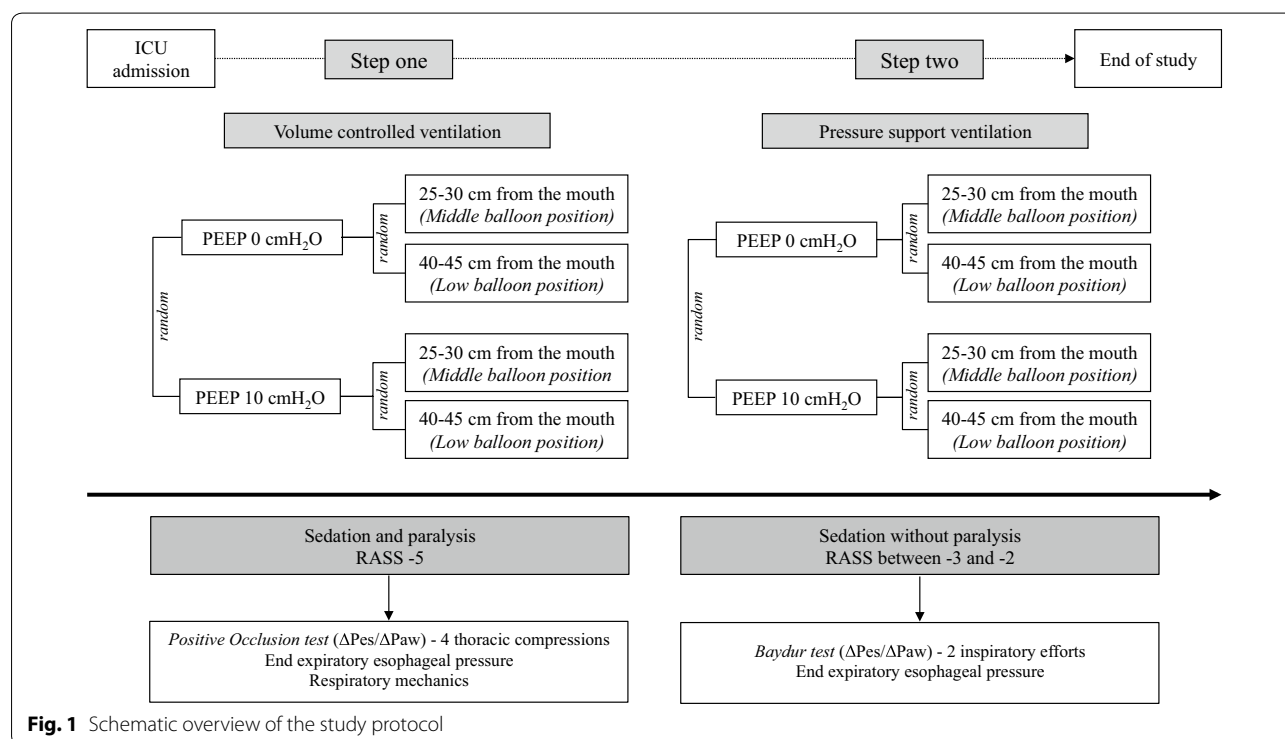 ICU
admission
Step one
Step two
End of study
Volume controlled ventilation
Pressure support ventilation
random
PEEP 0 cmH₂O
random
25-30 cm from the mouth
(Middle balloon position)
40-45 cm from the mouth
(Low balloon position)
PEEP 10 cmH₂O
random
25-30 cm from the mouth
(Middle balloon position
40-45 cm from the mouth
(Low balloon position)
random
PEEP 0 cmH₂O
random
25-30 cm from the mouth
(Middle balloon position)
40-45 cm from the mouth
(Low balloon position)
PEEP 10 cmH₂O
random
25-30 cm from the mouth
(Middle balloon position)
40-45 cm from the mouth
(Low balloon position)
Sedation and paralysis
RASS -5
Sedation without paralysis
RASS between -3 and -2
Positive Occlusion test (ΔPes/ΔPaw) - 4 thoracic compressions
End expiratory esophageal pressure
Respiratory mechanics
Baydur test (ΔPes/ΔPaw) - 2 inspiratory efforts
End expiratory esophageal pressure
Fig. 1 Schematic overview of the study protocol